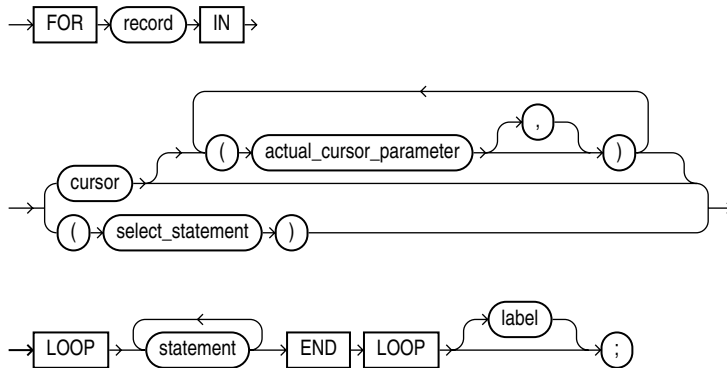 FOR record IN
( actual_cursor_parameter , )
cursor
( select_statement )
LOOP statement END LOOP label ;